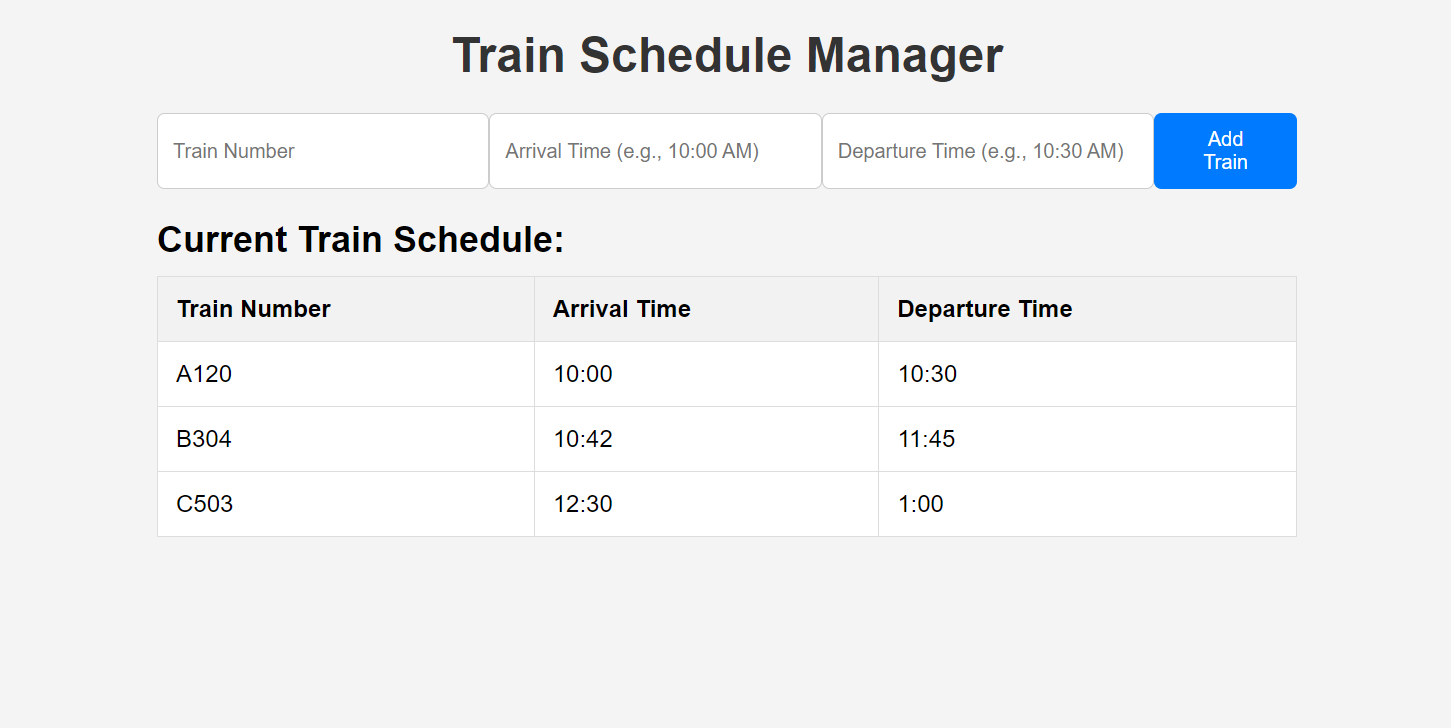 Train Schedule Manager
Train Number Arrival Time (e.g., 10:00 AM) Departure Time (e.g., 10:30 AM) Add
Train
Current Train Schedule:
Train Number Arrival Time Departure Time
A120 10:00 10:30
B304 10:42 11:45
C503 12:30 1:00